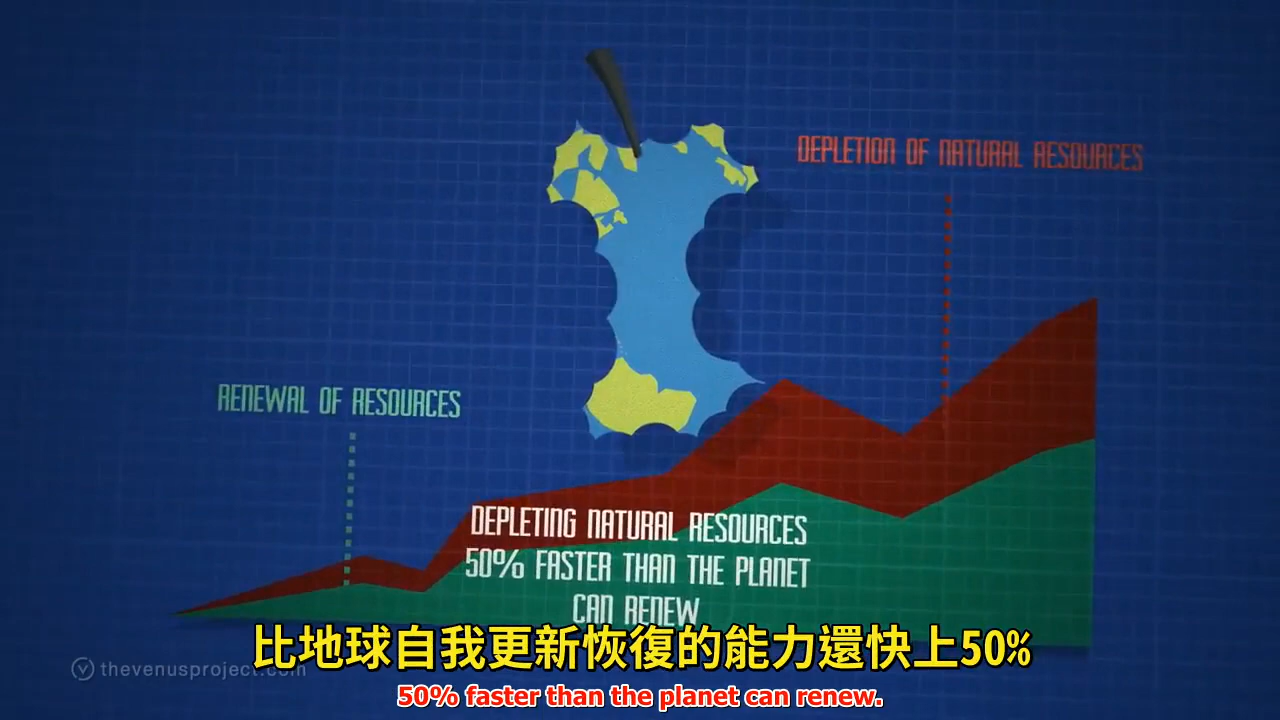 DEPLETION OF NATURAL RESOURCES
RENEWAL OF RESOURCES
DEPLETING NATURAL RESOURCES
50% FASTER THAN THE PLANET
CAN RENEW
比地球自我更新恢復的能力還快上50%
thevenusproject.com
50% faster than the planet can renew.